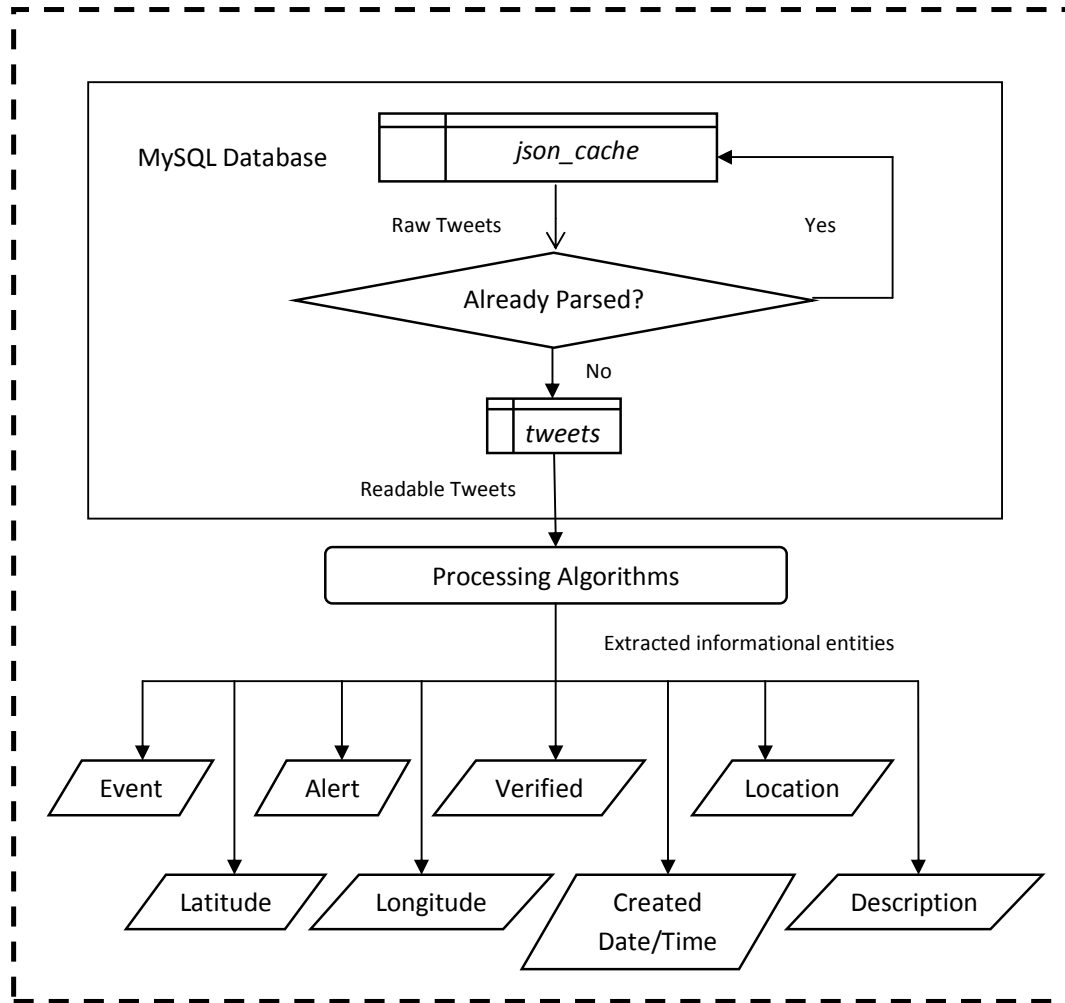 json_cache
MySQL Database
Raw Tweets
Yes
Already Parsed?
No
tweets
Readable Tweets
Processing Algorithms
Extracted informational entities
Event
Alert
Verified
Location
Latitude
Longitude
Created
Date/Time
Description